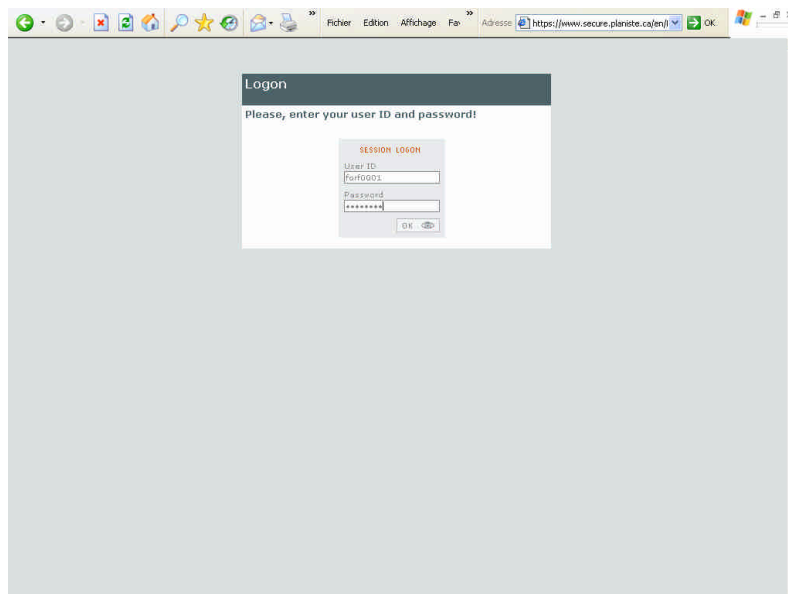 » Fichier Edition Affichage Fa » Adresse https://www.secure.planiste.ca/en/l OK
Logon
Please, enter your user ID and password!
SESSION LOGON
User ID
forf0001
Password
********
OK